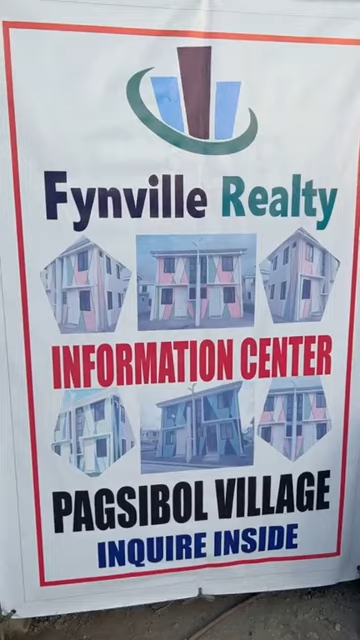 Fynville Realty
INFORMATION CENTER
PAGSIBOL VILLAGE
INQUIRE INSIDE